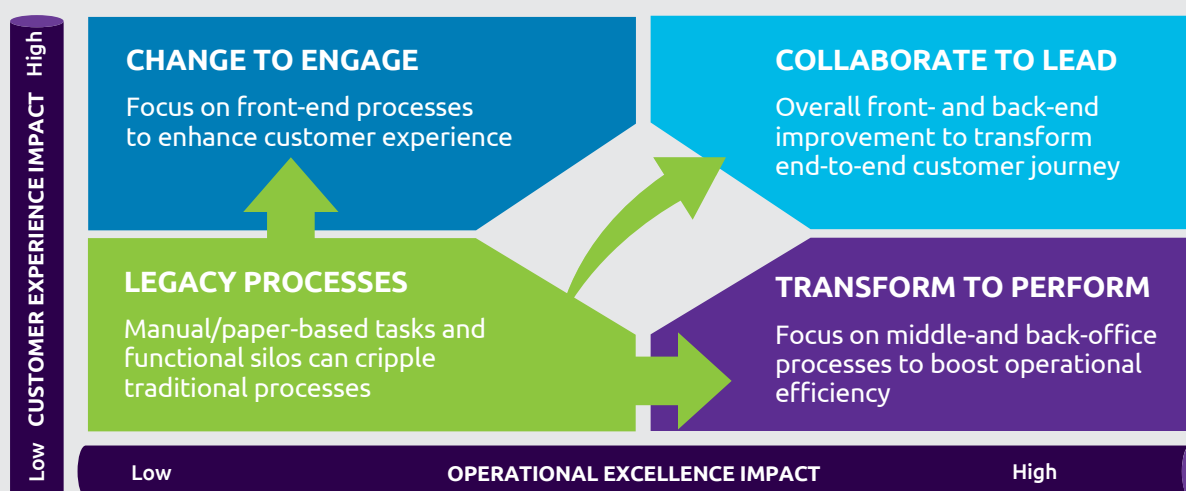 High
CUSTOMER EXPERIENCE IMPACT
Low
CHANGE TO ENGAGE
Focus on front-end processes
to enhance customer experience
COLLABORATE TO LEAD
Overall front- and back-end
improvement to transform
end-to-end customer journey
LEGACY PROCESSES
Manual/paper-based tasks and
functional silos can cripple
traditional processes
TRANSFORM TO PERFORM
Focus on middle-and back-office
processes to boost operational
efficiency
Low
OPERATIONAL EXCELLENCE IMPACT
High